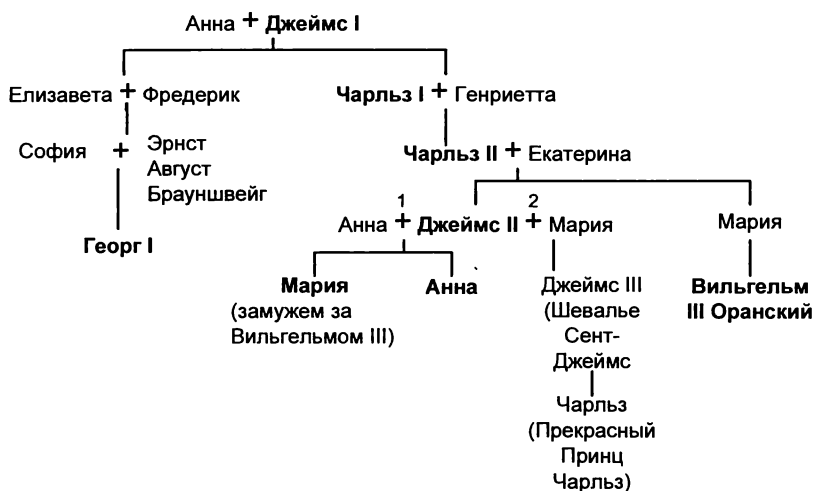 Анна + Джеймс I
Елизавета + Фредерик
Чарльз I + Генриетта
София + Эрнст
Август
Брауншвейг
Чарльз II + Екатерина
Георг I
1
2
Анна + Джеймс II + Мария
Мария
Мария
(замужем за
Вильгельмом III)
Анна
Джеймс III
(Шевалье
Сент-
Джеймс
Вильгельм
III Оранский
Чарльз
(Прекрасный
Принц
Чарльз)